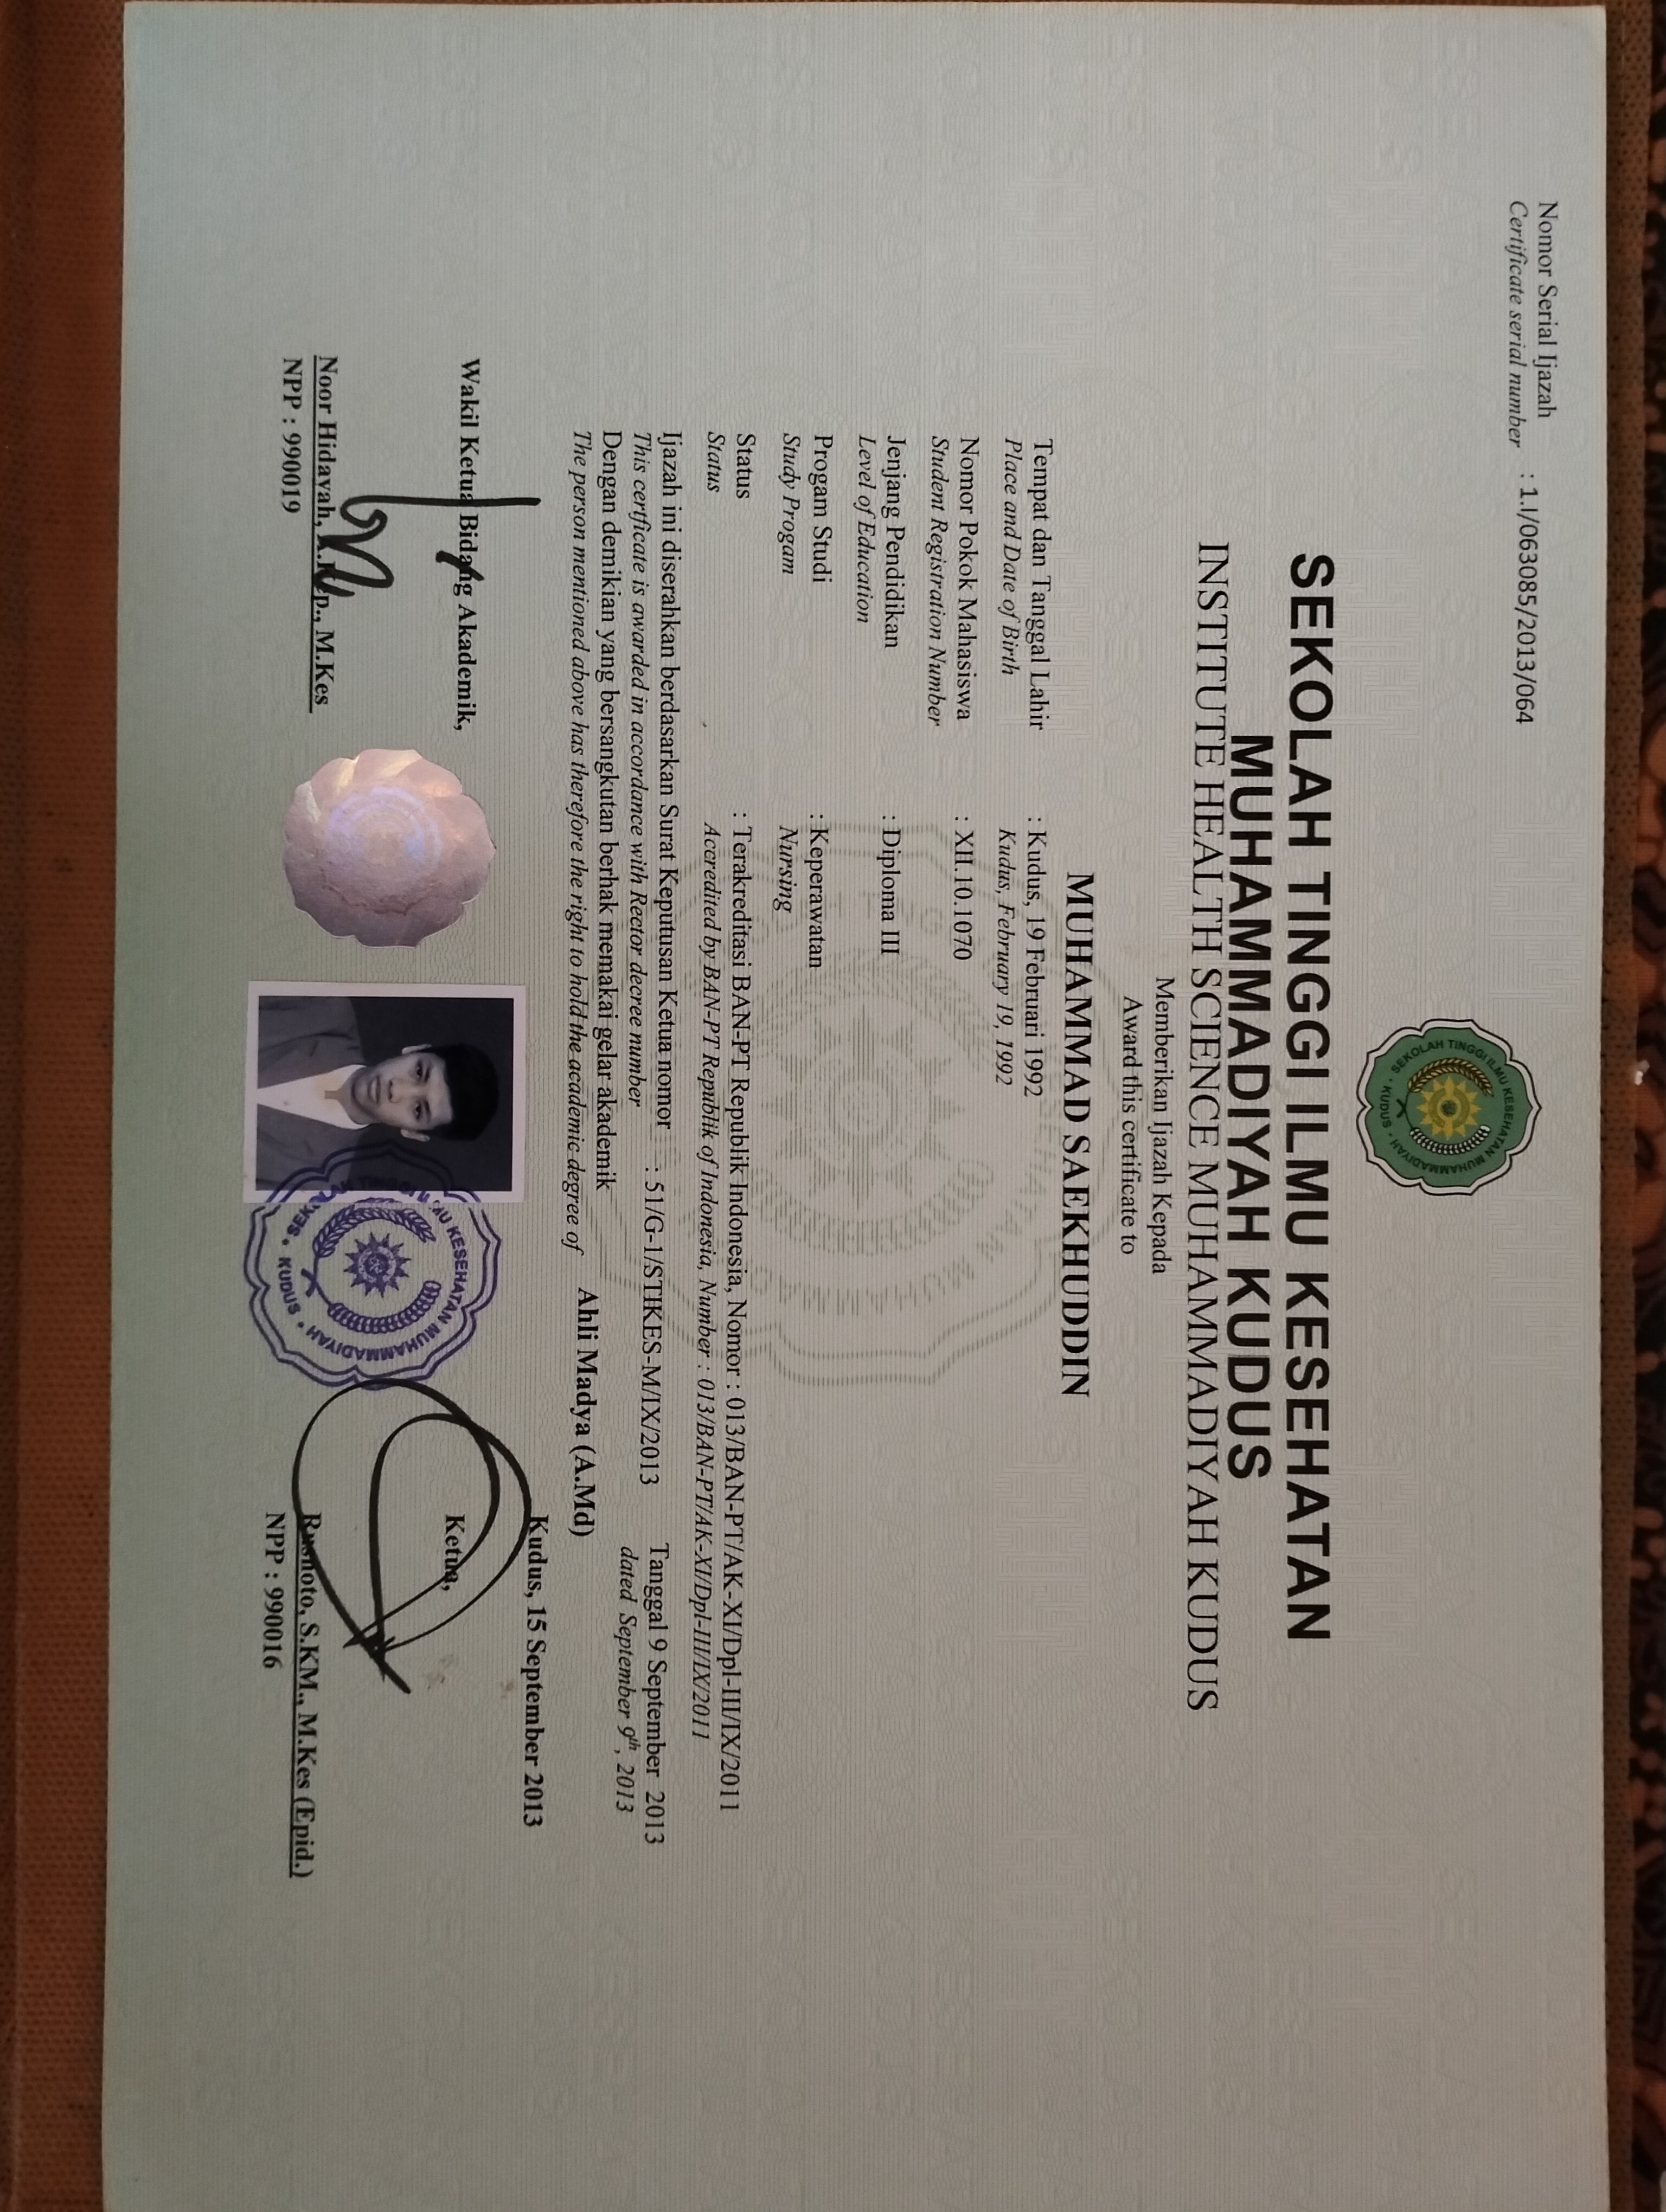 Nomor Serial Ijazah
Certificate serial number : 1.I/063085/2013/064
SEKOLAH TINGGI ILMU KESEHATAN MUHAMMADIYAH KUDUS
SEKOLAH TINGGI ILMU KESEHATAN
MUHAMMADIYAH KUDUS
INSTITUTE HEALTH SCIENCE MUHAMMADIYAH KUDUS
Memberikan Ijazah Kepada
Award this certificate to
MUHAMMAD SAEKHUDDIN
Tempat dan Tanggal Lahir : Kudus, 19 Februari 1992
Place and Date of Birth Kudus, February 19, 1992
Nomor Pokok Mahasiswa : XII.10.1070
Student Registration Number
Jenjang Pendidikan : Diploma III
Level of Education
Progam Studi : Keperawatan
Study Progam Nursing
Status : Terakreditasi BAN-PT Republik Indonesia, Nomor : 013/BAN-PT/AK-XI/Dpl-III/IX/2011
Status Accredited by BAN-PT Republik of Indonesia, Number : 013/BAN-PT/AK-XI/Dpl-III/IX/2011
Ijazah ini diserahkan berdasarkan Surat Keputusan Ketua nomor : 51/G-1/STIKES-M/IX/2013 Tanggal 9 September 2013
This certficate is awarded in accordance with Rector decree number dated September 9th, 2013
Dengan demikian yang bersangkutan berhak memakai gelar akademik
The person mentioned above has therefore the right to hold the academic degree of Ahli Madya (A.Md)
Kudus, 15 September 2013
Wakil Ketua Bidang Akademik, Ketua,
Noor Hidayah, A.Kep., M.Kes Rusnoto, S.KM., M.Kes (Epid.)
NPP : 990019 NPP : 990016
SEKOLAH TINGGI ILMU KESEHATAN MUHAMMADIYAH KUDUS